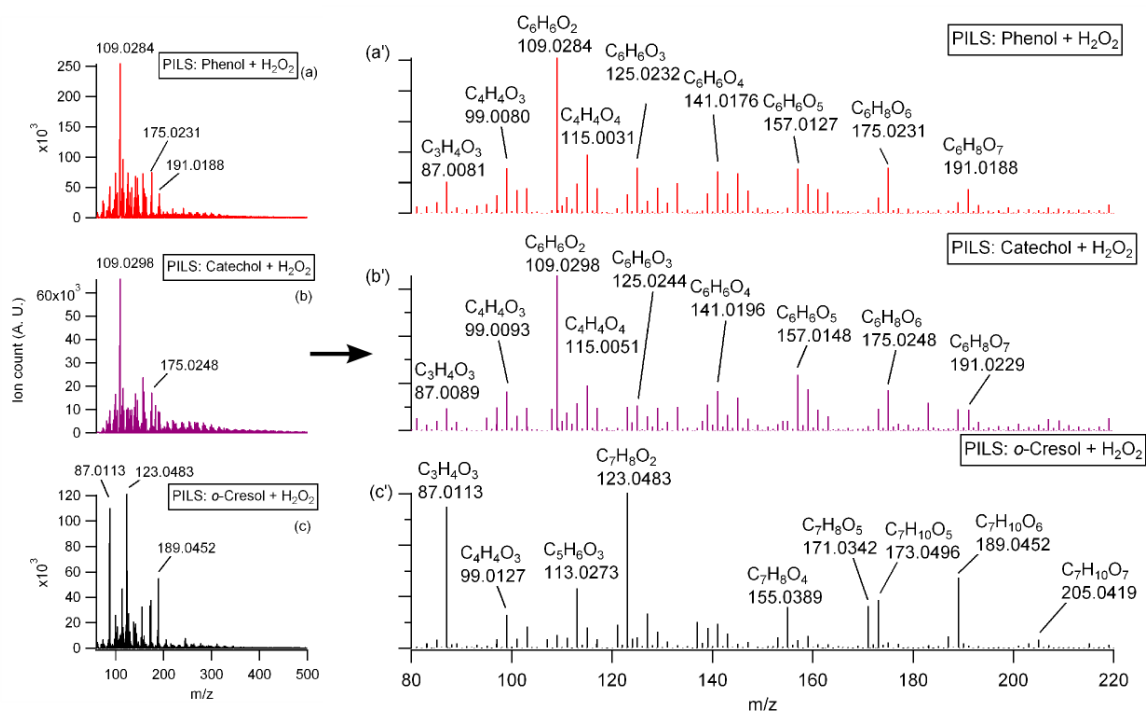 109.0284
PILS: Phenol + H₂O₂
(a)
250
200
150
100
50
0
x10³
175.0231
191.0188
109.0298
PILS: Catechol + H₂O₂
(b)
60x10³
50
40
30
20
10
0
Ion count (A. U.)
175.0248
87.0113
123.0483
PILS: o-Cresol + H₂O₂
(c)
120
100
80
60
40
20
0
x10³
189.0452
100
200
300
400
500
m/z
(a')
PILS: Phenol + H₂O₂
C₃H₄O₃
87.0081
C₄H₄O₃
99.0080
C₆H₆O₂
109.0284
C₄H₄O₄
115.0031
C₆H₆O₃
125.0232
C₆H₆O₄
141.0176
C₆H₆O₅
157.0127
C₆H₈O₆
175.0231
C₆H₈O₇
191.0188
(b')
PILS: Catechol + H₂O₂
C₃H₄O₃
87.0089
C₄H₄O₃
99.0093
C₆H₆O₂
109.0298
C₄H₄O₄
115.0051
C₆H₆O₃
125.0244
C₆H₆O₄
141.0196
C₆H₆O₅
157.0148
C₆H₈O₆
175.0248
C₆H₈O₇
191.0229
(c')
PILS: o-Cresol + H₂O₂
C₃H₄O₃
87.0113
C₄H₄O₃
99.0127
C₅H₆O₃
113.0273
C₇H₈O₂
123.0483
C₇H₈O₄
155.0389
C₇H₈O₅
171.0342
C₇H₁₀O₅
173.0496
C₇H₁₀O₆
189.0452
C₇H₁₀O₇
205.0419
80
100
120
140
160
180
200
220
m/z